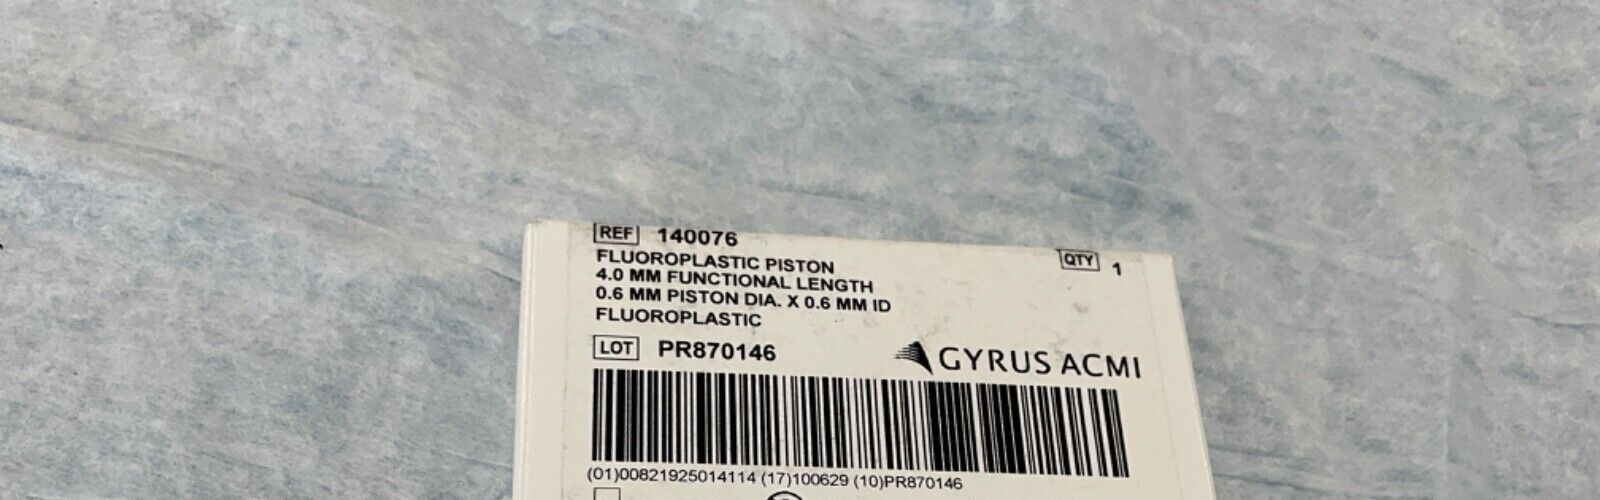 REF 140076
QTY 1
FLUOROPLASTIC PISTON
4.0 MM FUNCTIONAL LENGTH
0.6 MM PISTON DIA. X 0.6 MM ID
FLUOROPLASTIC
LOT PR870146
GYRUS ACMI
(01)00821925014114 (17)100629 (10)PR870146